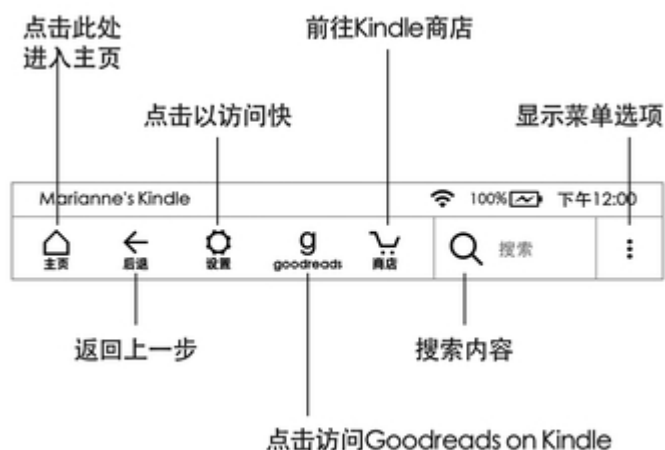 点击此处
进入主页
前往Kindle商店
点击以访问快
显示菜单选项
Marianne's Kindle
100%
下午12:00
主页
后退
设置
goodreads
商店
搜索
返回上一步
搜索内容
点击访问Goodreads on Kindle